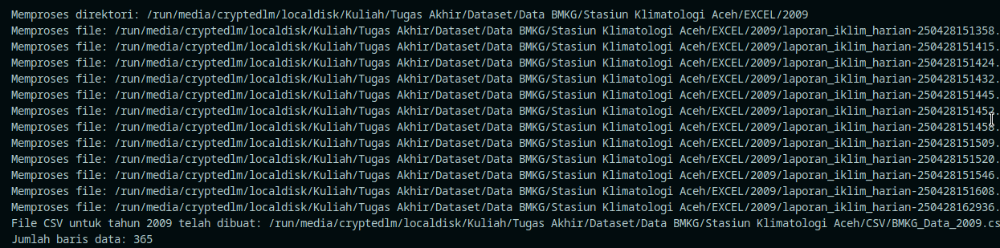 Memproses direktori: /run/media/cryptedlm/localdisk/Kuliah/Tugas Akhir/Dataset/Data BMKG/Stasiun Klimatologi Aceh/EXCEL/2009
Memproses file: /run/media/cryptedlm/localdisk/Kuliah/Tugas Akhir/Dataset/Data BMKG/Stasiun Klimatologi Aceh/EXCEL/2009/laporan_iklim_harian-250428151358.
Memproses file: /run/media/cryptedlm/localdisk/Kuliah/Tugas Akhir/Dataset/Data BMKG/Stasiun Klimatologi Aceh/EXCEL/2009/laporan_iklim_harian-250428151415.
Memproses file: /run/media/cryptedlm/localdisk/Kuliah/Tugas Akhir/Dataset/Data BMKG/Stasiun Klimatologi Aceh/EXCEL/2009/laporan_iklim_harian-250428151424.
Memproses file: /run/media/cryptedlm/localdisk/Kuliah/Tugas Akhir/Dataset/Data BMKG/Stasiun Klimatologi Aceh/EXCEL/2009/laporan_iklim_harian-250428151432.
Memproses file: /run/media/cryptedlm/localdisk/Kuliah/Tugas Akhir/Dataset/Data BMKG/Stasiun Klimatologi Aceh/EXCEL/2009/laporan_iklim_harian-250428151445.
Memproses file: /run/media/cryptedlm/localdisk/Kuliah/Tugas Akhir/Dataset/Data BMKG/Stasiun Klimatologi Aceh/EXCEL/2009/laporan_iklim_harian-250428151452.
Memproses file: /run/media/cryptedlm/localdisk/Kuliah/Tugas Akhir/Dataset/Data BMKG/Stasiun Klimatologi Aceh/EXCEL/2009/laporan_iklim_harian-250428151458.
Memproses file: /run/media/cryptedlm/localdisk/Kuliah/Tugas Akhir/Dataset/Data BMKG/Stasiun Klimatologi Aceh/EXCEL/2009/laporan_iklim_harian-250428151509.
Memproses file: /run/media/cryptedlm/localdisk/Kuliah/Tugas Akhir/Dataset/Data BMKG/Stasiun Klimatologi Aceh/EXCEL/2009/laporan_iklim_harian-250428151520.
Memproses file: /run/media/cryptedlm/localdisk/Kuliah/Tugas Akhir/Dataset/Data BMKG/Stasiun Klimatologi Aceh/EXCEL/2009/laporan_iklim_harian-250428151546.
Memproses file: /run/media/cryptedlm/localdisk/Kuliah/Tugas Akhir/Dataset/Data BMKG/Stasiun Klimatologi Aceh/EXCEL/2009/laporan_iklim_harian-250428151608.
Memproses file: /run/media/cryptedlm/localdisk/Kuliah/Tugas Akhir/Dataset/Data BMKG/Stasiun Klimatologi Aceh/EXCEL/2009/laporan_iklim_harian-250428162936.
File CSV untuk tahun 2009 telah dibuat: /run/media/cryptedlm/localdisk/Kuliah/Tugas Akhir/Dataset/Data BMKG/Stasiun Klimatologi Aceh/CSV/BMKG_Data_2009.cs
Jumlah baris data: 365